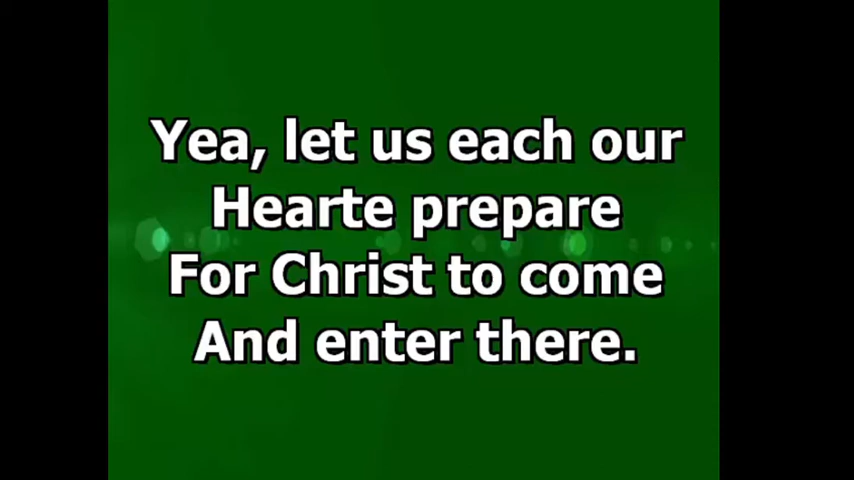 Yea, let us each our
Hearte prepare
For Christ to come
And enter there.